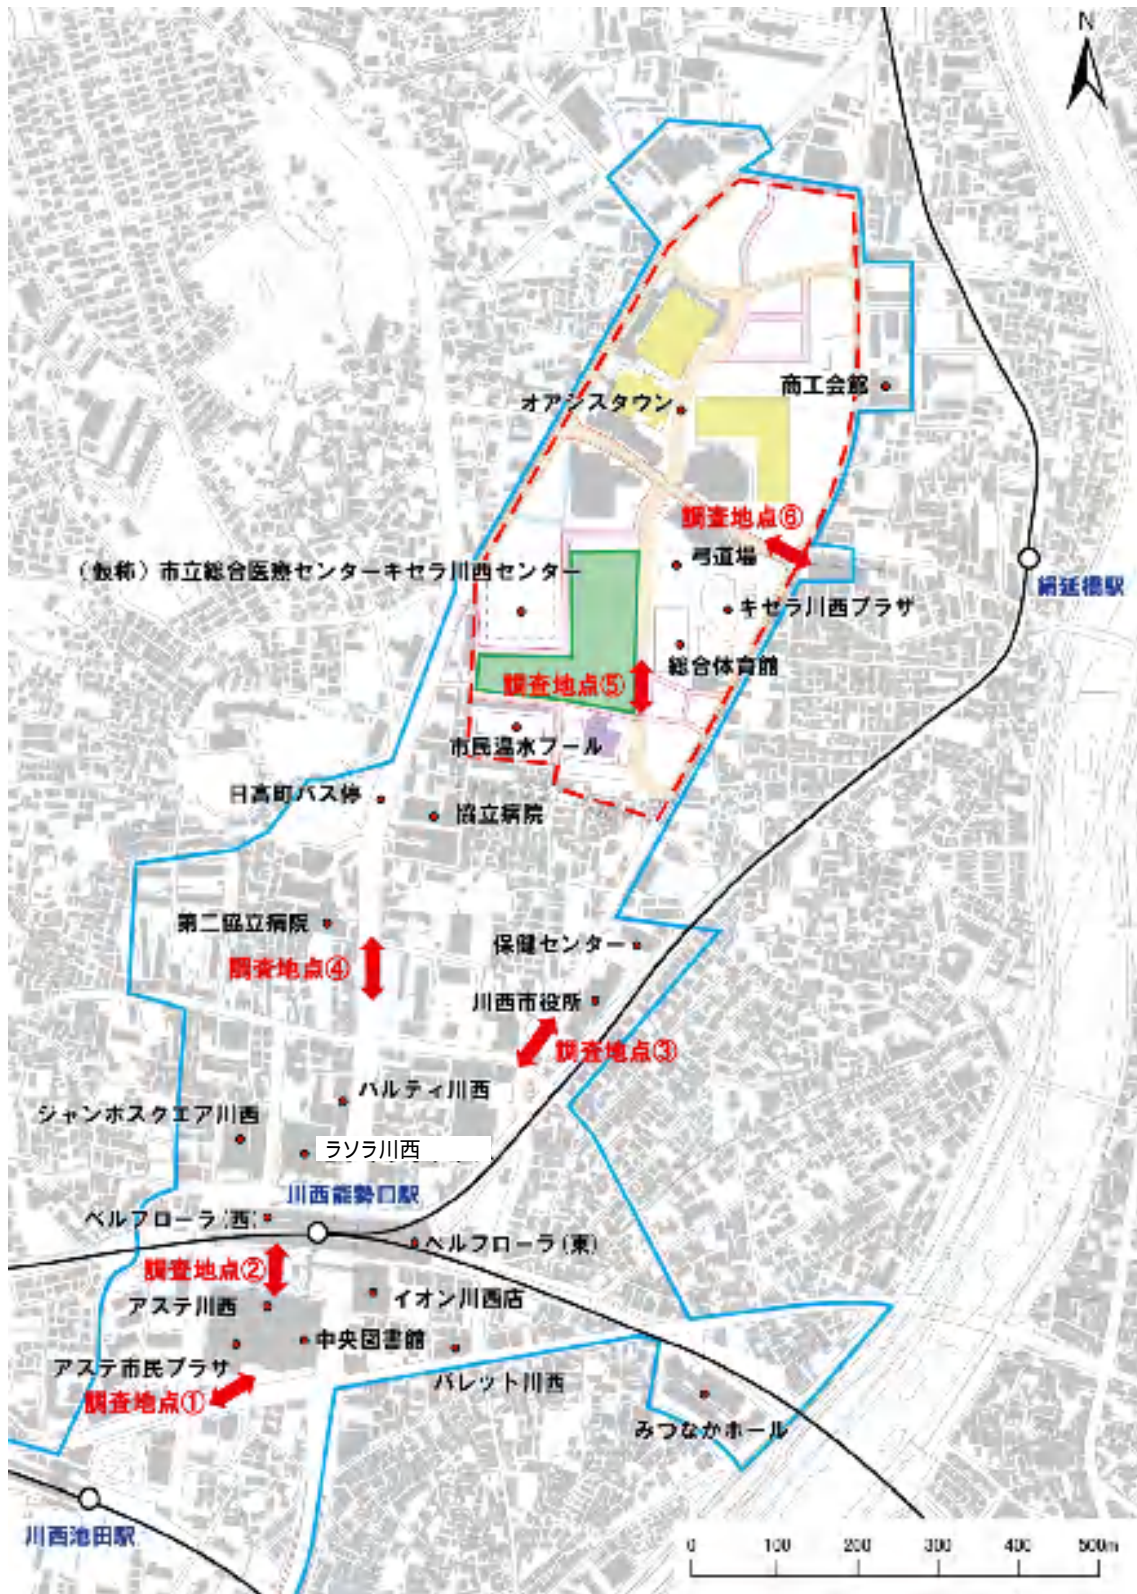 N
商工会館
オアシスタウン
調査地点⑥
弓道場
(仮称)市立総合医療センターキセラ川西センター
絹延橋駅
キセラ川西プラザ
総合体育館
調査地点⑤
市民温水プール
日高町バス停
協立病院
第二協立病院
保健センター
調査地点④
川西市役所
調査地点③
パルティ川西
ジャンボスクエア川西
ラソラ川西
川西能勢口駅
ベルフローラ(西)
ベルフローラ(東)
調査地点②
アステ川西
イオン川西店
中央図書館
アステ市民プラザ
パレット川西
調査地点①
みつなかホール
川西池田駅
0 100 200 300 400 500m